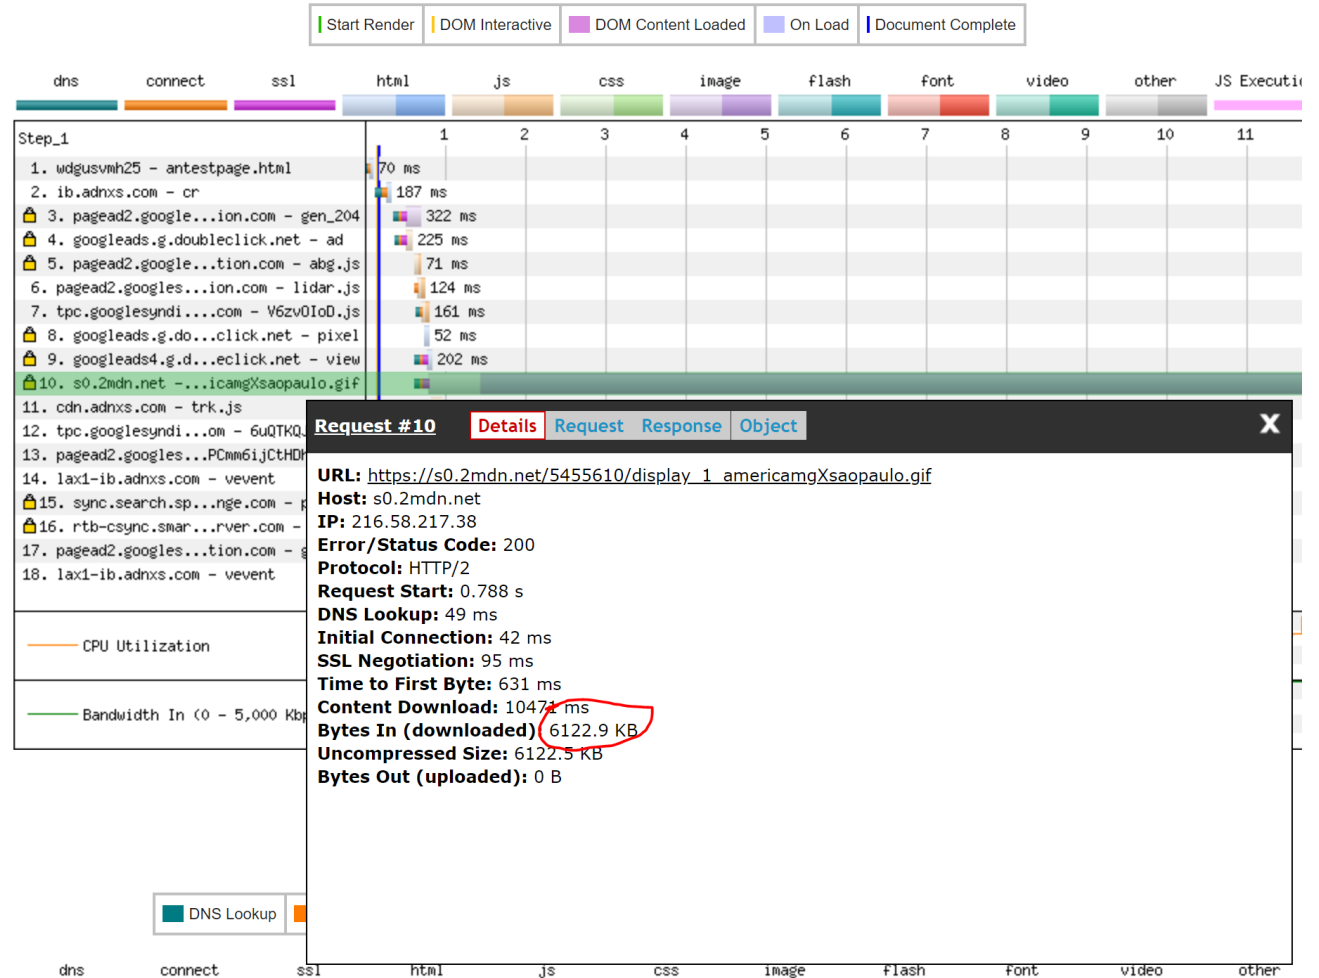 Start Render DOM Interactive DOM Content Loaded On Load Document Complete
dns connect ssl html js css image flash font video other JS Executi
Step_1 1 2 3 4 5 6 7 8 9 10 11
1. wdgusvmh25 - antestpage.html 70 ms
2. ib.adnxs.com - cr 187 ms
3. pagead2.google...ion.com - gen_204 322 ms
4. googleads.g.doubleclick.net - ad 225 ms
5. pagead2.google...tion.com - abg.js 71 ms
6. pagead2.googles...ion.com - lidar.js 124 ms
7. tpc.googlesyndi....com - V6zvOIoD.js 161 ms
8. googleads.g.do...click.net - pixel 52 ms
9. googleads4.g.d...eclick.net - view 202 ms
10. s0.2mdn.net -...icamgXsaopaulo.gif
11. cdn.adnxs.com - trk.js
12. tpc.googlesyndi...om - 6uQTKQJ
13. pagead2.googles...PCmm6ijCtHDh
14. lax1-ib.adnxs.com - vevent
15. sync.search.sp...nge.com - p
16. rtb-csync.smar...rver.com -
17. pagead2.googles...tion.com - g
18. lax1-ib.adnxs.com - vevent
CPU Utilization
Bandwidth In (0 - 5,000 Kbp
Request #10 Details Request Response Object X
URL: https://s0.2mdn.net/5455610/display_1_americamgXsaopaulo.gif
Host: s0.2mdn.net
IP: 216.58.217.38
Error/Status Code: 200
Protocol: HTTP/2
Request Start: 0.788 s
DNS Lookup: 49 ms
Initial Connection: 42 ms
SSL Negotiation: 95 ms
Time to First Byte: 631 ms
Content Download: 10471 ms
Bytes In (downloaded): 6122.9 KB
Uncompressed Size: 6122.5 KB
Bytes Out (uploaded): 0 B
DNS Lookup
dns connect ssl html js css image flash font video other